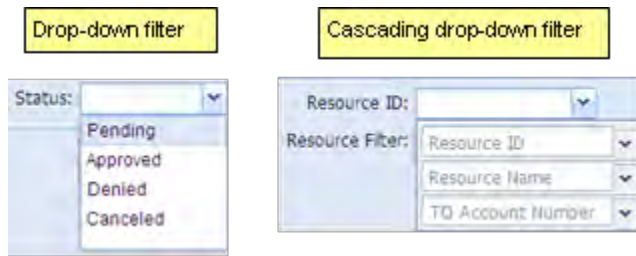 Drop-down filter
Cascading drop-down filter
Status:
Pending
Approved
Denied
Canceled
Resource ID:
Resource Filter:
Resource ID
Resource Name
TO Account Number